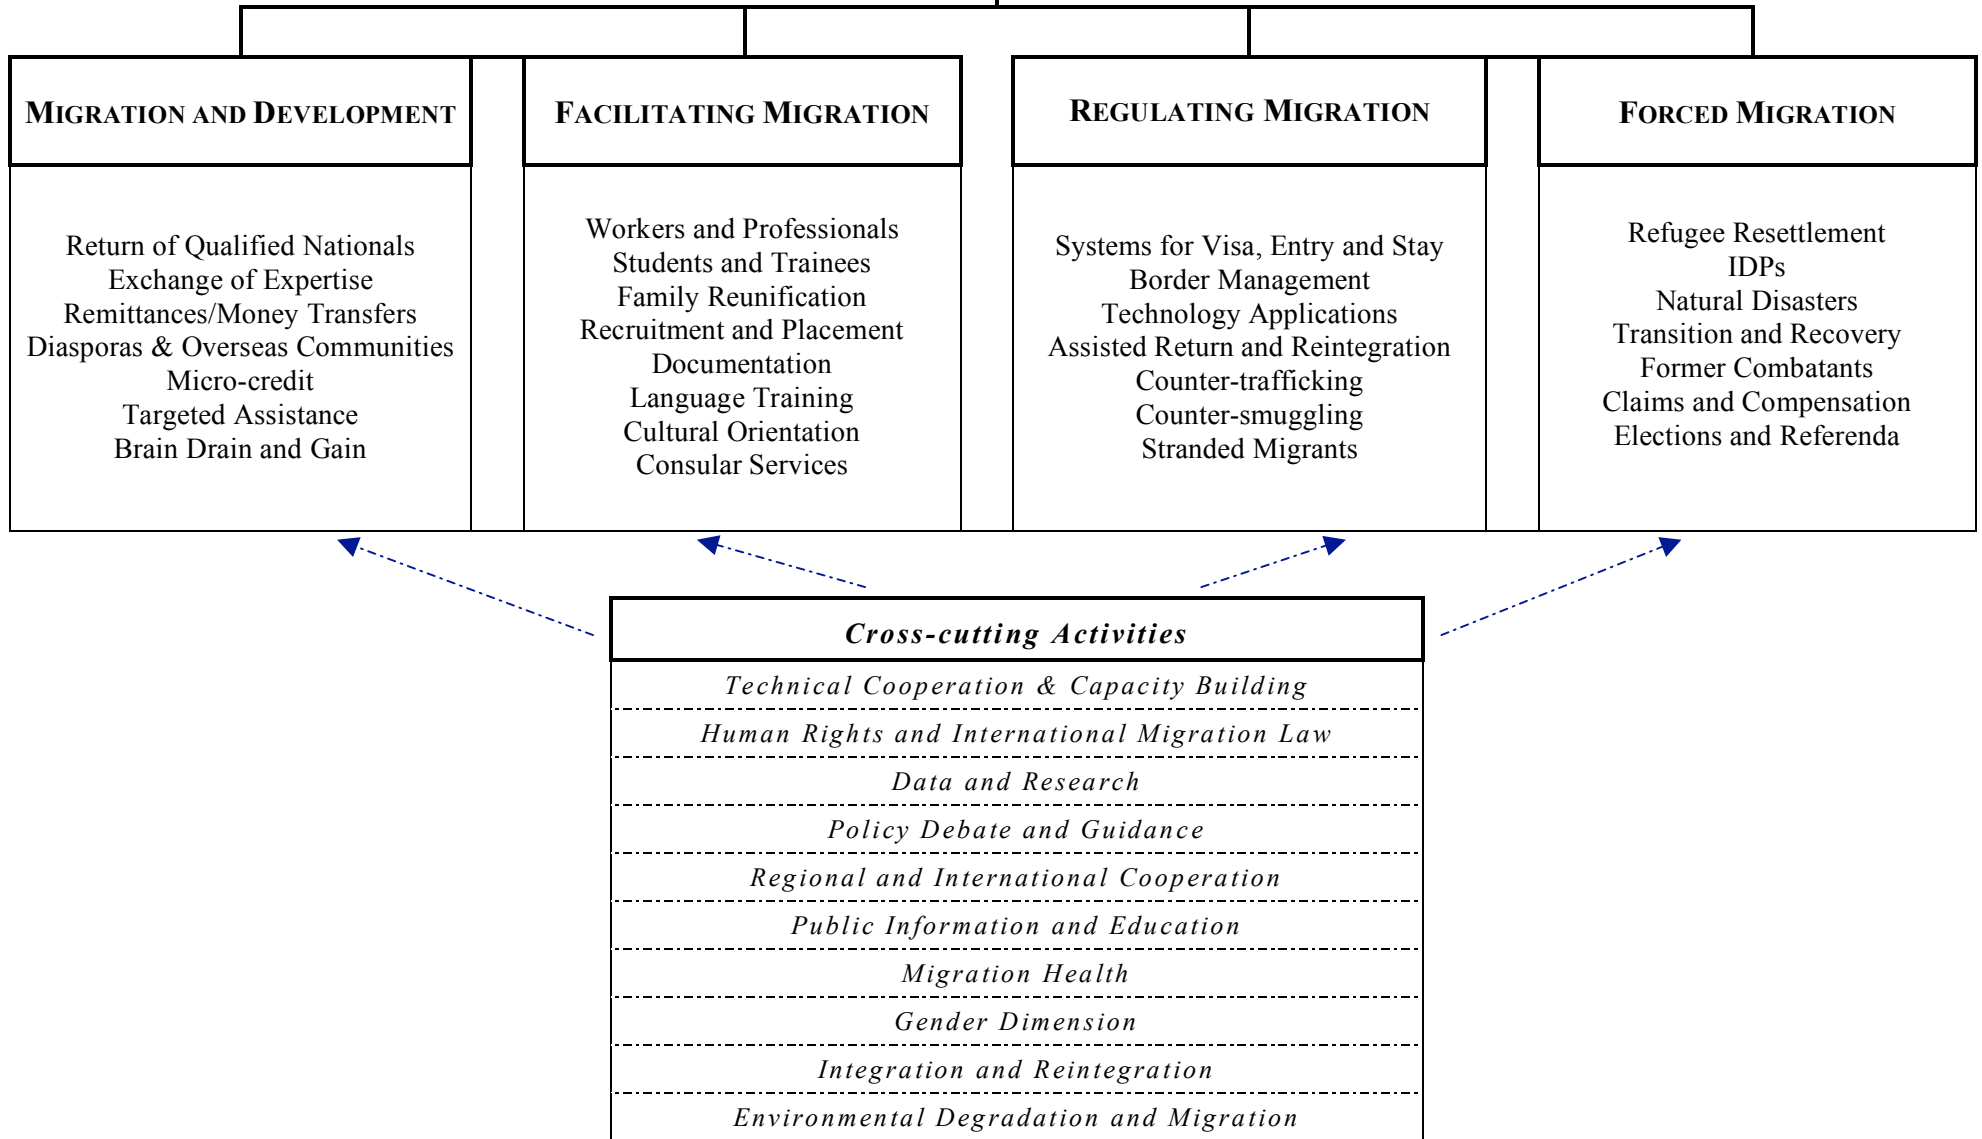 MIGRATION AND DEVELOPMENT
Return of Qualified Nationals
Exchange of Expertise
Remittances/Money Transfers
Diasporas & Overseas Communities
Micro-credit
Targeted Assistance
Brain Drain and Gain
FACILITATING MIGRATION
Workers and Professionals
Students and Trainees
Family Reunification
Recruitment and Placement
Documentation
Language Training
Cultural Orientation
Consular Services
REGULATING MIGRATION
Systems for Visa, Entry and Stay
Border Management
Technology Applications
Assisted Return and Reintegration
Counter-trafficking
Counter-smuggling
Stranded Migrants
FORCED MIGRATION
Refugee Resettlement
IDPs
Natural Disasters
Transition and Recovery
Former Combatants
Claims and Compensation
Elections and Referenda
Cross-cutting Activities
Technical Cooperation & Capacity Building
Human Rights and International Migration Law
Data and Research
Policy Debate and Guidance
Regional and International Cooperation
Public Information and Education
Migration Health
Gender Dimension
Integration and Reintegration
Environmental Degradation and Migration